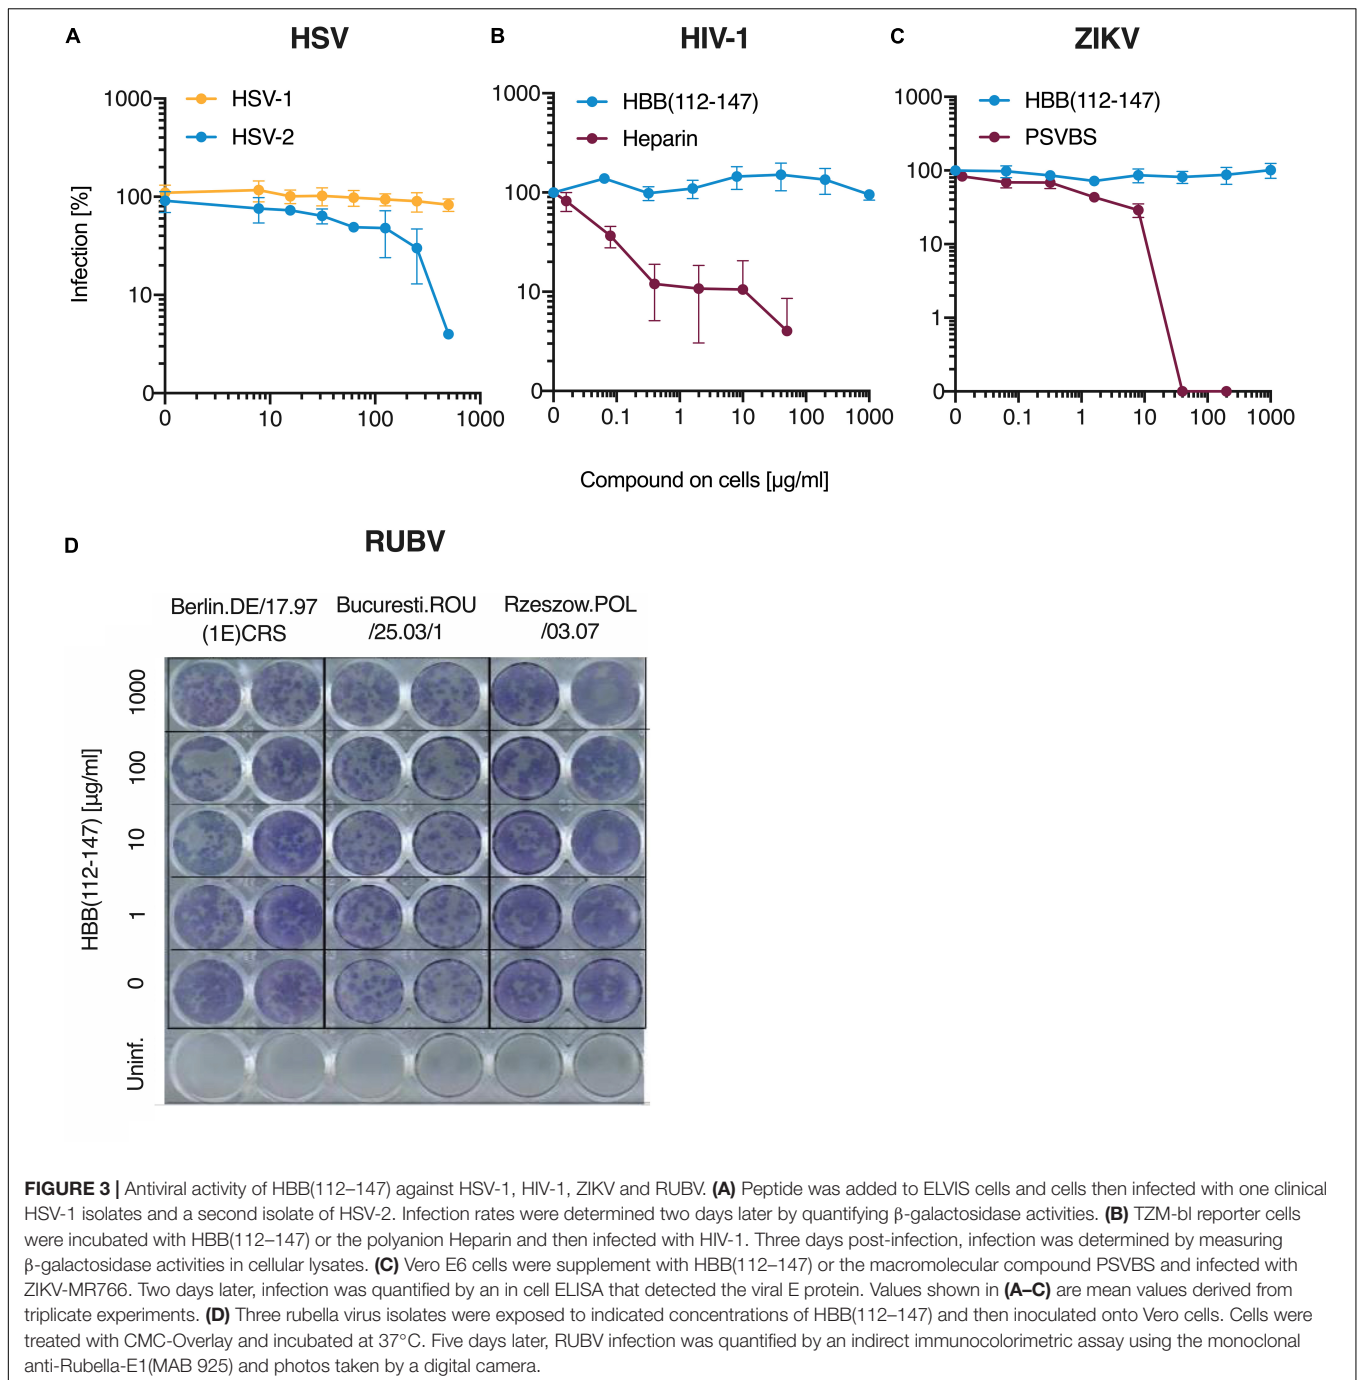 A
HSV
HSV-1
HSV-2
Infection [%]
1000
100
10
0
0
10
100
1000
B
HIV-1
HBB(112-147)
Heparin
1000
100
10
0
0
0.1
1
10
100
1000
C
ZIKV
HBB(112-147)
PSVBS
1000
100
10
1
0
0
0.1
1
10
100
1000
Compound on cells [µg/ml]
D
RUBV
Berlin.DE/17.97
(1E)CRS
Bucuresti.ROU
/25.03/1
Rzeszow.POL
/03.07
HBB(112-147) [µg/ml]
1000
100
10
1
0
Uninf.
FIGURE 3 | Antiviral activity of HBB(112–147) against HSV-1, HIV-1, ZIKV and RUBV. (A) Peptide was added to ELVIS cells and cells then infected with one clinical
HSV-1 isolates and a second isolate of HSV-2. Infection rates were determined two days later by quantifying β-galactosidase activities. (B) TZM-bl reporter cells
were incubated with HBB(112–147) or the polyanion Heparin and then infected with HIV-1. Three days post-infection, infection was determined by measuring
β-galactosidase activities in cellular lysates. (C) Vero E6 cells were supplement with HBB(112–147) or the macromolecular compound PSVBS and infected with
ZIKV-MR766. Two days later, infection was quantified by an in cell ELISA that detected the viral E protein. Values shown in (A–C) are mean values derived from
triplicate experiments. (D) Three rubella virus isolates were exposed to indicated concentrations of HBB(112–147) and then inoculated onto Vero cells. Cells were
treated with CMC-Overlay and incubated at 37°C. Five days later, RUBV infection was quantified by an indirect immunocolorimetric assay using the monoclonal
anti-Rubella-E1(MAB 925) and photos taken by a digital camera.